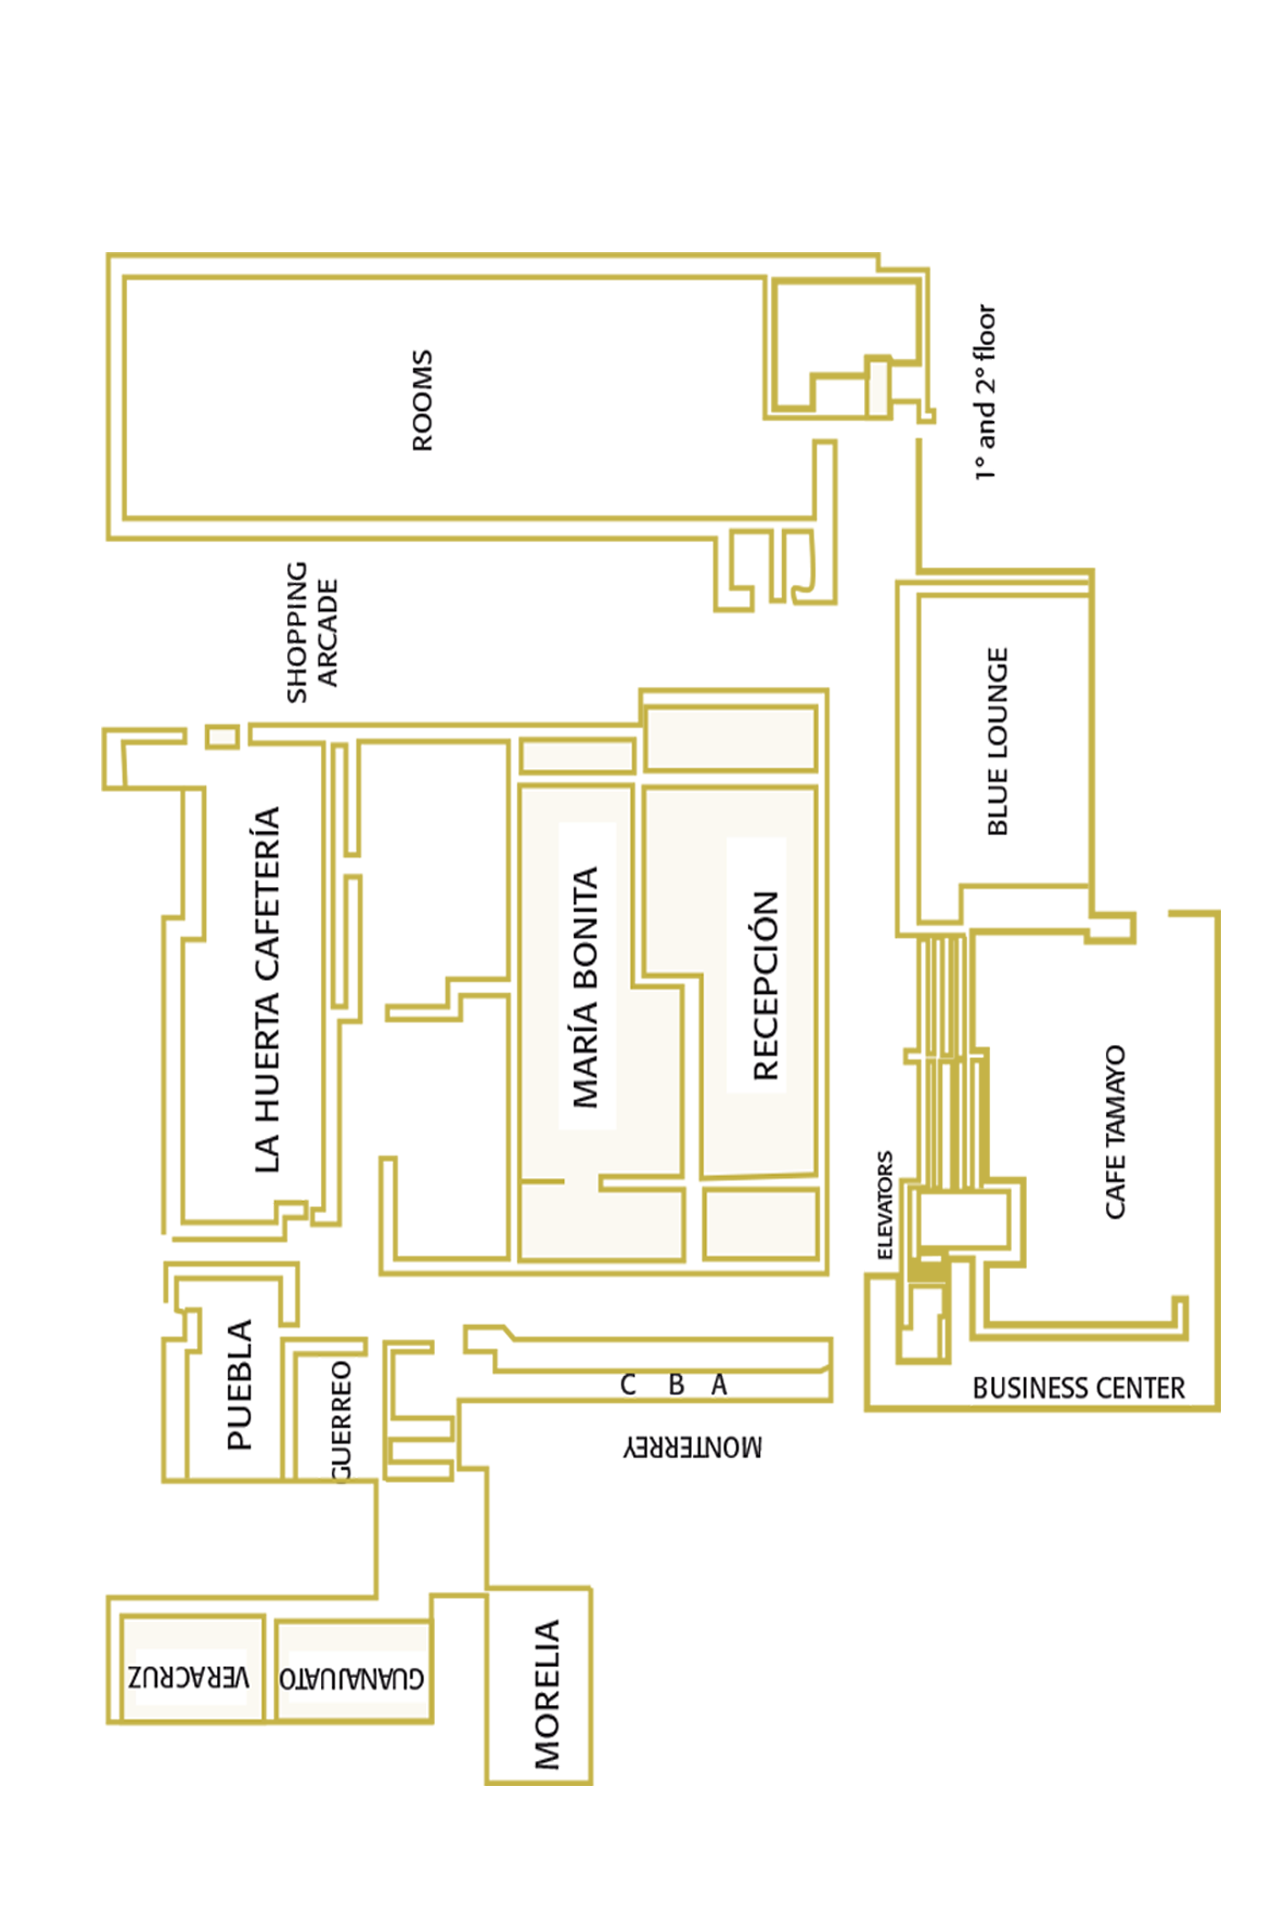 ROOMS
1° and 2° floor
SHOPPING
ARCADE
BLUE LOUNGE
LA HUERTA CAFETERÍA
MARÍA BONITA
RECEPCIÓN
CAFE TAMAYO
ELEVATORS
PUEBLA
GUERREO
C B A
BUSINESS CENTER
MONTERREY
VERACRUZ
GUANAJUATO
MORELIA